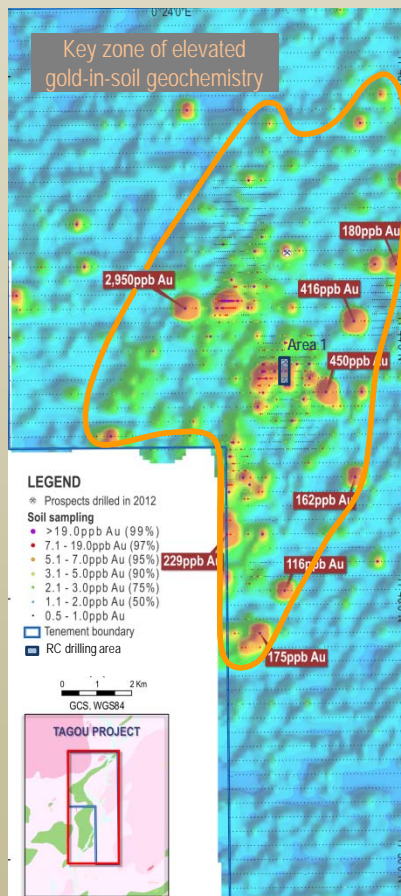 0°24'0"E
Key zone of elevated
gold-in-soil geochemistry
180ppb Au
2,950ppb Au
416ppb Au
Area 1
450ppb Au
162ppb Au
229ppb Au
116ppb Au
175ppb Au
LEGEND
Prospects drilled in 2012
Soil sampling
>19.0ppb Au (99%)
7.1 - 19.0ppb Au (97%)
5.1 - 7.0ppb Au (95%)
3.1 - 5.0ppb Au (90%)
2.1 - 3.0ppb Au (75%)
1.1 - 2.0ppb Au (50%)
0.5 - 1.0ppb Au
Tenement boundary
RC drilling area
0 1 2 Km
GCS, WGS84
TAGOU PROJECT